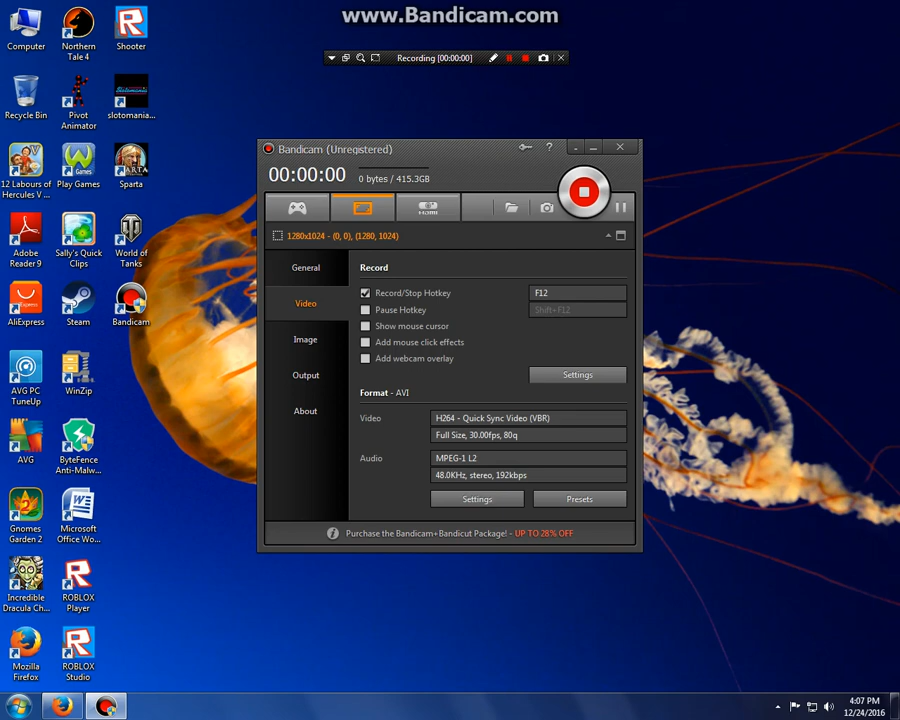 www.Bandicam.com
Recording [00:00:00]
Computer
Northern Tale 4
Shooter
Recycle Bin
Pivot Animator
slotomania...
12 Labours of Hercules V ...
Play Games
Sparta
Adobe Reader 9
Sally's Quick Clips
World of Tanks
AliExpress
Steam
Bandicam
AVG PC TuneUp
WinZip
AVG
ByteFence Anti-Malw...
Gnomes Garden 2
Microsoft Office Wo...
Incredible Dracula Ch...
ROBLOX Player
Mozilla Firefox
ROBLOX Studio
Bandicam (Unregistered)
00:00:00
0 bytes / 415.3GB
HDMI
1280x1024 - (0, 0), (1280, 1024)
General
Video
Image
Output
About
Record
Record/Stop Hotkey
F12
Pause Hotkey
Shift+F12
Show mouse cursor
Add mouse click effects
Add webcam overlay
Settings
Format - AVI
Video
H264 - Quick Sync Video (VBR)
Full Size, 30.00fps, 80q
Audio
MPEG-1 L2
48.0KHz, stereo, 192kbps
Settings
Presets
Purchase the Bandicam+Bandicut Package! - UP TO 28% OFF
4:07 PM
12/24/2016